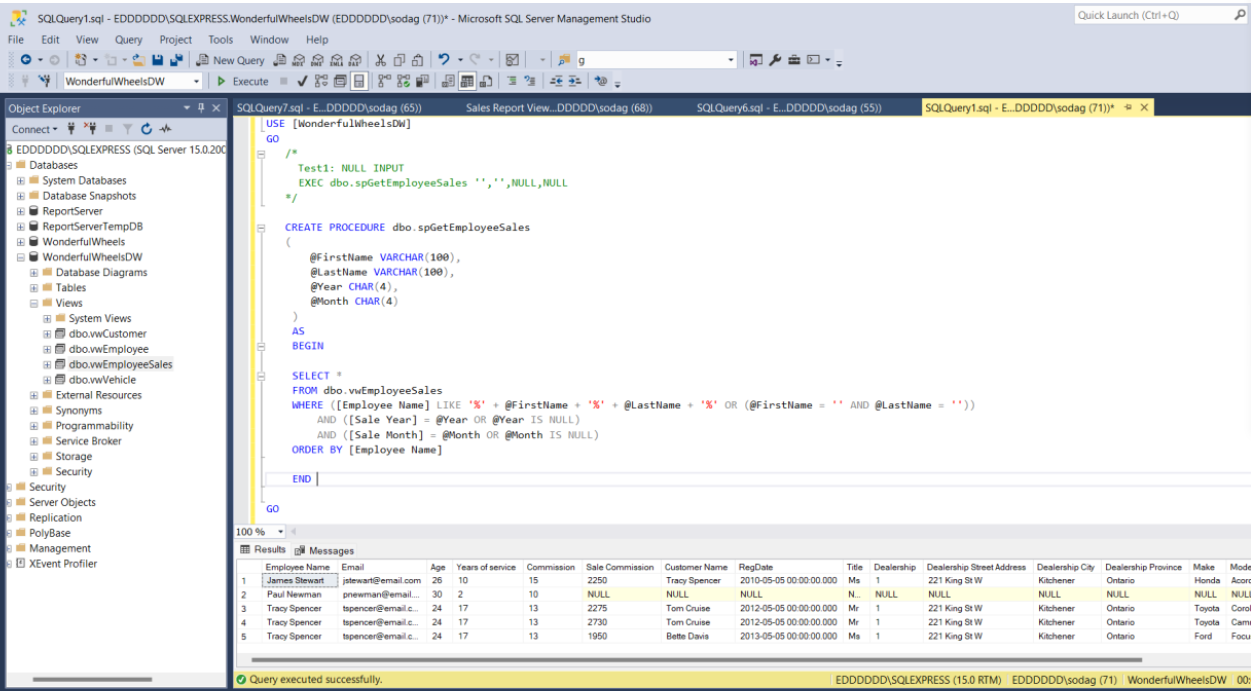 SQLQuery1.sql - EDDDDDD\SQLEXPRESS.WonderfulWheelsDW (EDDDDDD\sodag (71))* - Microsoft SQL Server Management Studio
Quick Launch (Ctrl+Q)
File Edit View Query Project Tools Window Help
New Query
g
WonderfulWheelsDW
Execute
Object Explorer
Connect
EDDDDDD\SQLEXPRESS (SQL Server 15.0.200
Databases
System Databases
Database Snapshots
ReportServer
ReportServerTempDB
WonderfulWheels
WonderfulWheelsDW
Database Diagrams
Tables
Views
System Views
dbo.vwCustomer
dbo.vwEmployee
dbo.vwEmployeeSales
dbo.vwVehicle
External Resources
Synonyms
Programmability
Service Broker
Storage
Security
Security
Server Objects
Replication
PolyBase
Management
XEvent Profiler
SQLQuery7.sql - E...DDDDD\sodag (65)) Sales Report View...DDDDD\sodag (68)) SQLQuery6.sql - E...DDDDD\sodag (55)) SQLQuery1.sql - E...DDDDD\sodag (71))*
USE [WonderfulWheelsDW]
GO
/*
Test1: NULL INPUT
EXEC dbo.spGetEmployeeSales '','',NULL,NULL
*/
CREATE PROCEDURE dbo.spGetEmployeeSales
(
@FirstName VARCHAR(100),
@LastName VARCHAR(100),
@Year CHAR(4),
@Month CHAR(4)
)
AS
BEGIN
SELECT *
FROM dbo.vwEmployeeSales
WHERE ([Employee Name] LIKE '%' + @FirstName + '%' + @LastName + '%' OR (@FirstName = '' AND @LastName = ''))
AND ([Sale Year] = @Year OR @Year IS NULL)
AND ([Sale Month] = @Month OR @Month IS NULL)
ORDER BY [Employee Name]
END
GO
100 %
Results Messages
Employee Name Email Age Years of service Commission Sale Commission Customer Name RegDate Title Dealership Dealership Street Address Dealership City Dealership Province Make Mode
1 James Stewart jstewart@email.com 26 10 15 2250 Tracy Spencer 2010-05-05 00:00:00.000 Ms 1 221 King St W Kitchener Ontario Honda Acorc
2 Paul Newman pnewman@email.... 30 2 10 NULL NULL NULL N... NULL NULL NULL NULL NULL NULL
3 Tracy Spencer tspencer@email.c... 24 17 13 2275 Tom Cruise 2012-05-05 00:00:00.000 Mr 1 221 King St W Kitchener Ontario Toyota Corol
4 Tracy Spencer tspencer@email.c... 24 17 13 2730 Tom Cruise 2012-05-05 00:00:00.000 Mr 1 221 King St W Kitchener Ontario Toyota Cam
5 Tracy Spencer tspencer@email.c... 24 17 13 1950 Bette Davis 2013-05-05 00:00:00.000 Ms 1 221 King St W Kitchener Ontario Ford Focu
Query executed successfully.
EDDDDDD\SQLEXPRESS (15.0 RTM) EDDDDDD\sodag (71) WonderfulWheelsDW 00: